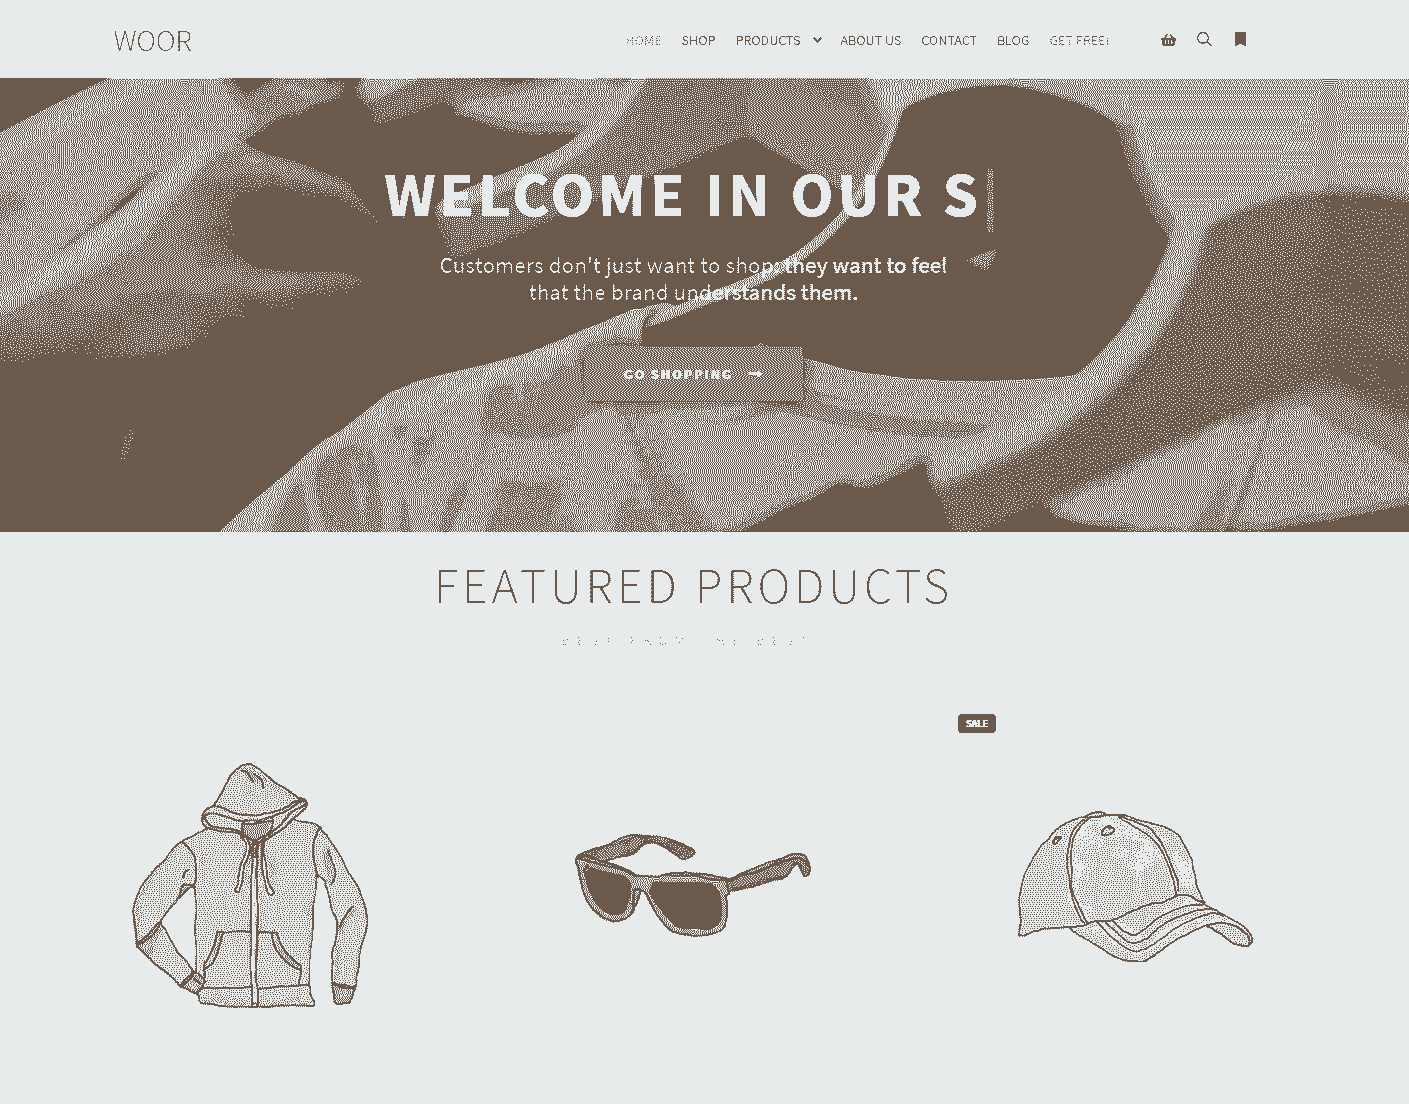 WOOR
HOME SHOP PRODUCTS ABOUT US CONTACT BLOG GET FREE!
WELCOME IN OUR S
Customers don't just want to shop; they want to feel
that the brand understands them.
GO SHOPPING
FEATURED PRODUCTS
SALE